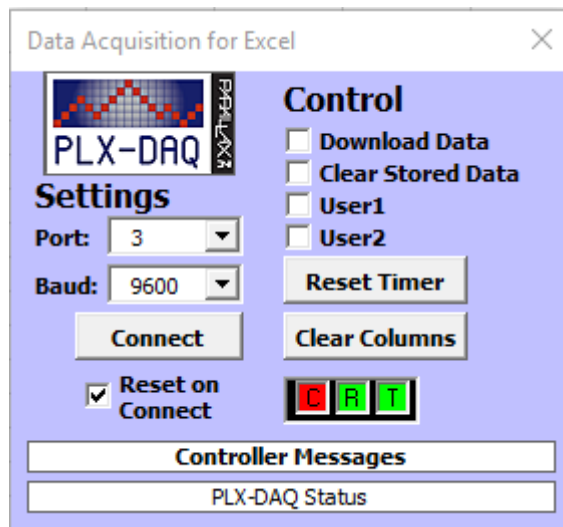 Data Acquisition for Excel
PLX-DAQ
PARALLAX
Settings
Port: 3
Baud: 9600
Connect
Reset on
Connect
Control
Download Data
Clear Stored Data
User1
User2
Reset Timer
Clear Columns
C R T
Controller Messages
PLX-DAQ Status